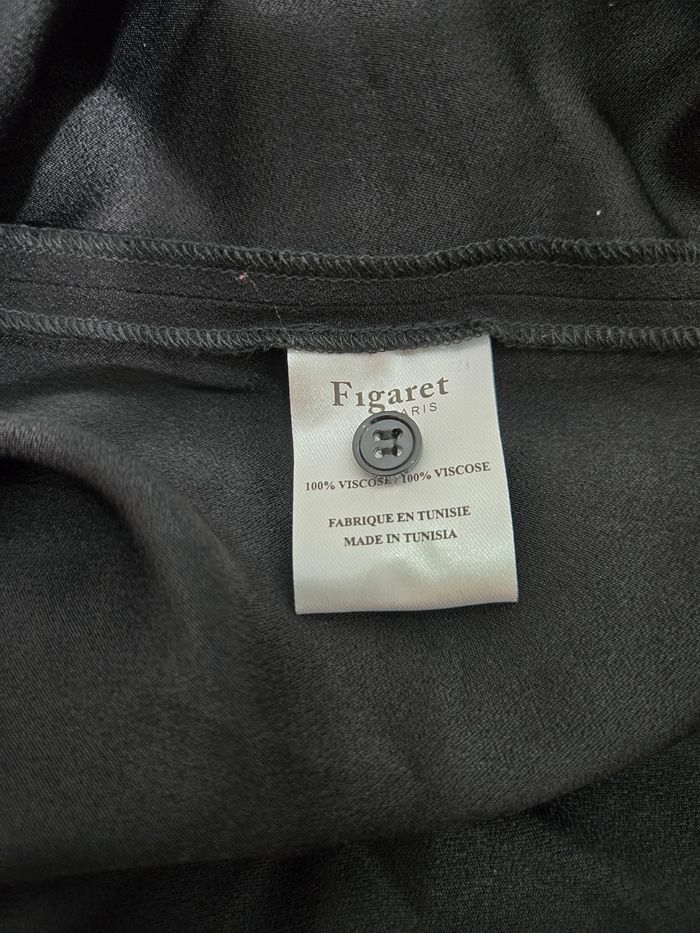 Figaret
ARIS
100% VISCOSE / 100% VISCOSE
FABRIQUE EN TUNISIE
MADE IN TUNISIA